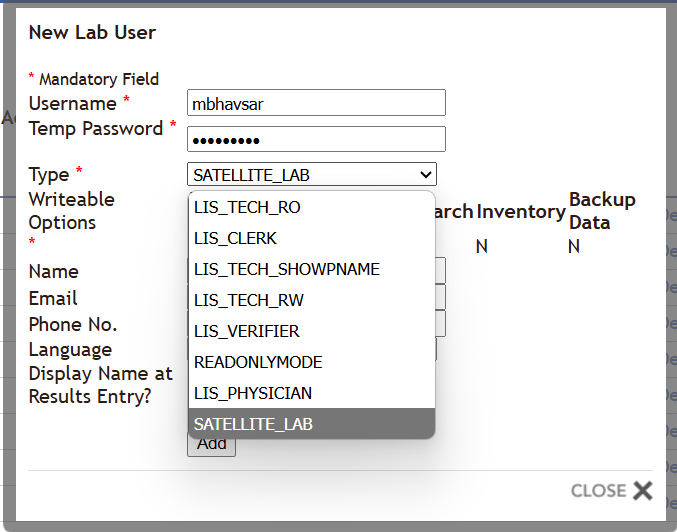 New Lab User
* Mandatory Field
Username * mbhavsar
Temp Password * •••••••••
Type * SATELLITE_LAB
Writeable Options * arch Inventory Backup Data
N N
LIS_TECH_RO
LIS_CLERK
LIS_TECH_SHOWPNAME
LIS_TECH_RW
LIS_VERIFIER
READONLYMODE
LIS_PHYSICIAN
SATELLITE_LAB
Name
Email
Phone No.
Language
Display Name at
Results Entry?
Add
CLOSE